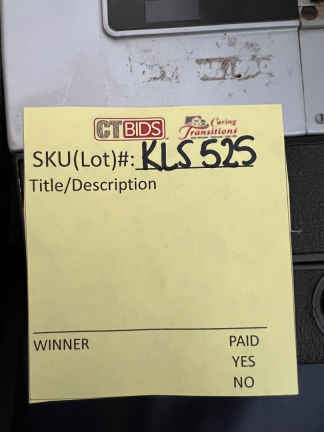 CTBIDS Caring Transitions
SKU(Lot)#: KLS 525
Title/Description
WINNER PAID
YES
NO